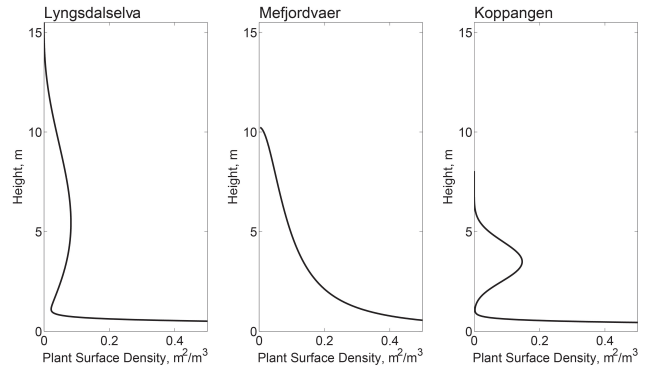 Lyngsdalselva
15
10
5
0
0 0.2 0.4
Height, m
Plant Surface Density, m²/m³
Mefjordvaer
15
10
5
0
0 0.2 0.4
Height, m
Plant Surface Density, m²/m³
Koppangen
15
10
5
0
0 0.2 0.4
Height, m
Plant Surface Density, m²/m³